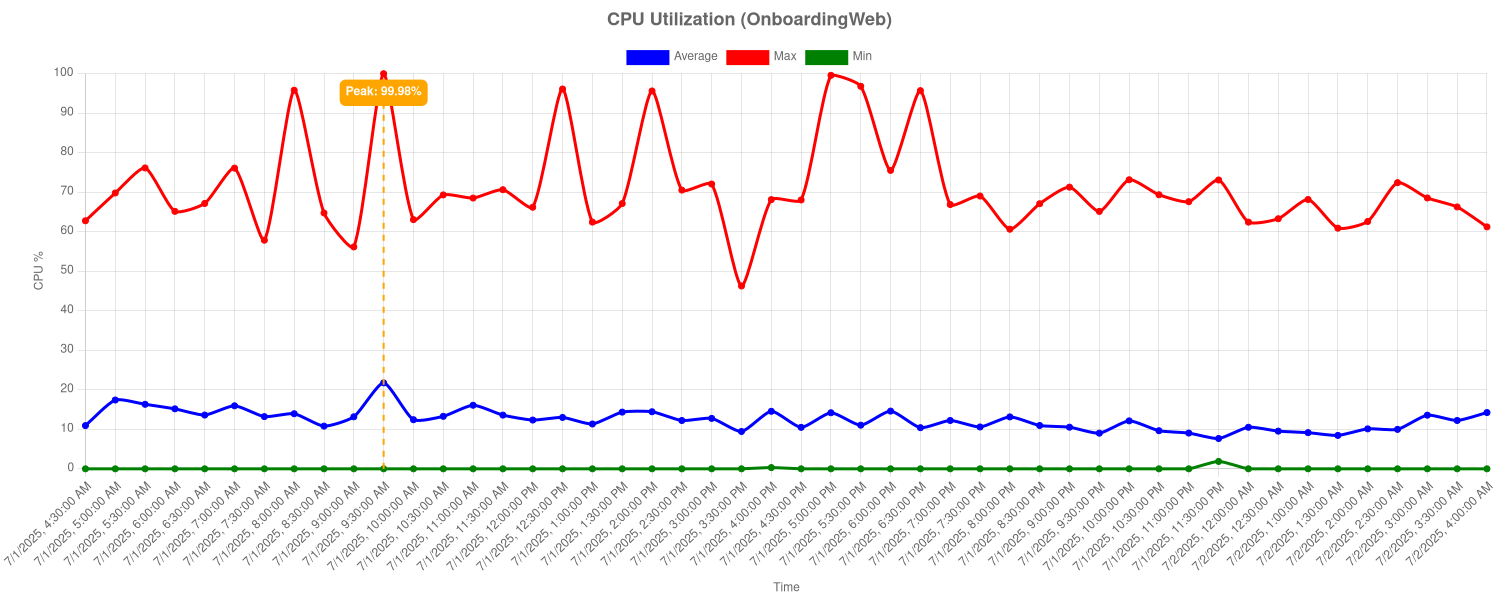 CPU Utilization (OnboardingWeb)
Average Max Min
Peak: 99.98%
CPU %
100
90
80
70
60
50
40
30
20
10
0
7/1/2025, 4:30:00 AM
7/1/2025, 5:00:00 AM
7/1/2025, 5:30:00 AM
7/1/2025, 6:00:00 AM
7/1/2025, 6:30:00 AM
7/1/2025, 7:00:00 AM
7/1/2025, 7:30:00 AM
7/1/2025, 8:00:00 AM
7/1/2025, 8:30:00 AM
7/1/2025, 9:00:00 AM
7/1/2025, 9:30:00 AM
7/1/2025, 10:00:00 AM
7/1/2025, 10:30:00 AM
7/1/2025, 11:00:00 AM
7/1/2025, 11:30:00 AM
7/1/2025, 12:00:00 PM
7/1/2025, 12:30:00 PM
7/1/2025, 1:00:00 PM
7/1/2025, 1:30:00 PM
7/1/2025, 2:00:00 PM
7/1/2025, 2:30:00 PM
7/1/2025, 3:00:00 PM
7/1/2025, 3:30:00 PM
7/1/2025, 4:00:00 PM
7/1/2025, 4:30:00 PM
7/1/2025, 5:00:00 PM
7/1/2025, 5:30:00 PM
7/1/2025, 6:00:00 PM
7/1/2025, 6:30:00 PM
7/1/2025, 7:00:00 PM
7/1/2025, 7:30:00 PM
7/1/2025, 8:00:00 PM
7/1/2025, 8:30:00 PM
7/1/2025, 9:00:00 PM
7/1/2025, 9:30:00 PM
7/1/2025, 10:00:00 PM
7/1/2025, 10:30:00 PM
7/1/2025, 11:00:00 PM
7/1/2025, 11:30:00 PM
7/2/2025, 12:00:00 AM
7/2/2025, 12:30:00 AM
7/2/2025, 1:00:00 AM
7/2/2025, 1:30:00 AM
7/2/2025, 2:00:00 AM
7/2/2025, 2:30:00 AM
7/2/2025, 3:00:00 AM
7/2/2025, 3:30:00 AM
7/2/2025, 4:00:00 AM
Time